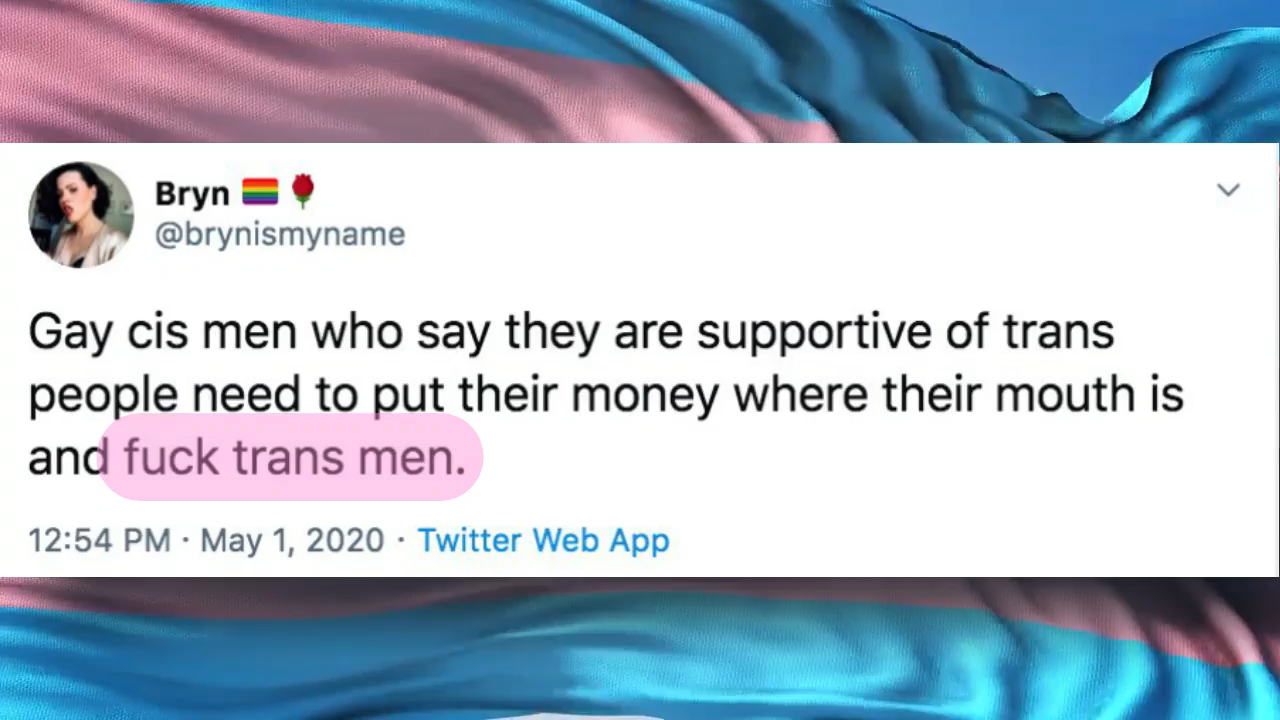 Bryn 🏳️‍🌈🌹
@brynismyname
Gay cis men who say they are supportive of trans
people need to put their money where their mouth is
and fuck trans men.
12:54 PM · May 1, 2020 · Twitter Web App